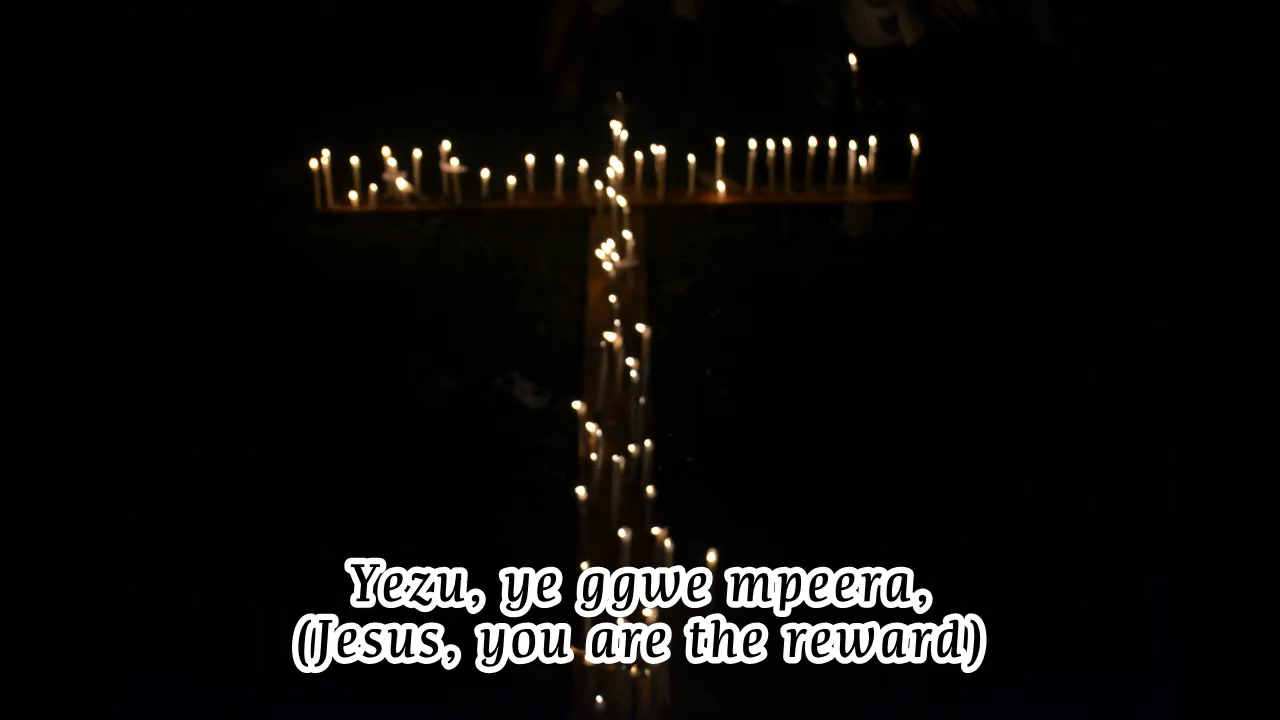 Yezu, ye ggwe mpeera,
(Jesus, you are the reward)